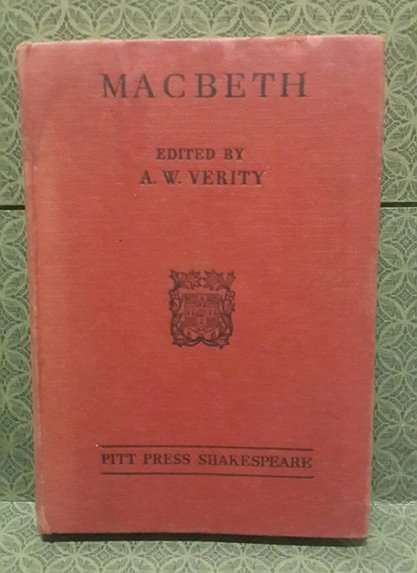 MACBETH
EDITED BY
A. W. VERITY
PITT PRESS SHAKESPEARE